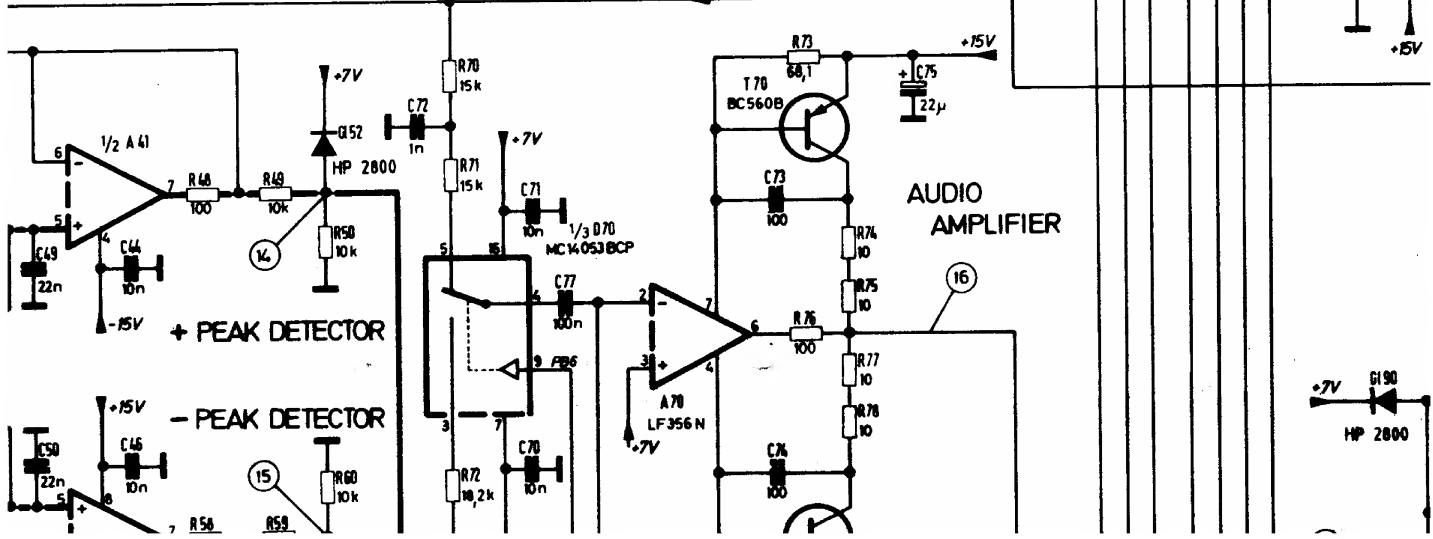 +15V
R73
68,1
+15V
R70
15k
+7V
T70
BC560B
+
C75
22µ
C72
1n
G152
HP 2800
+7V
1/2 A41
6
-
7
5
+
4
R48
100
R49
10k
R71
15k
C71
10n
1/3 D70
MC14053BCP
C73
100
AUDIO
AMPLIFIER
R50
10k
14
C49
22n
C44
10n
-15V
5
16
R74
10
R75
10
16
4
C77
100n
2
-
7
6
3
+
4
R76
100
+ PEAK DETECTOR
9
PB6
R77
10
A70
LF356N
+7V
R78
10
+7V
G190
HP 2800
- PEAK DETECTOR
+15V
3
7
C50
22n
C46
10n
15
R60
10k
R72
18,2k
C70
10n
C74
100
5
+
8
7
R58
R59